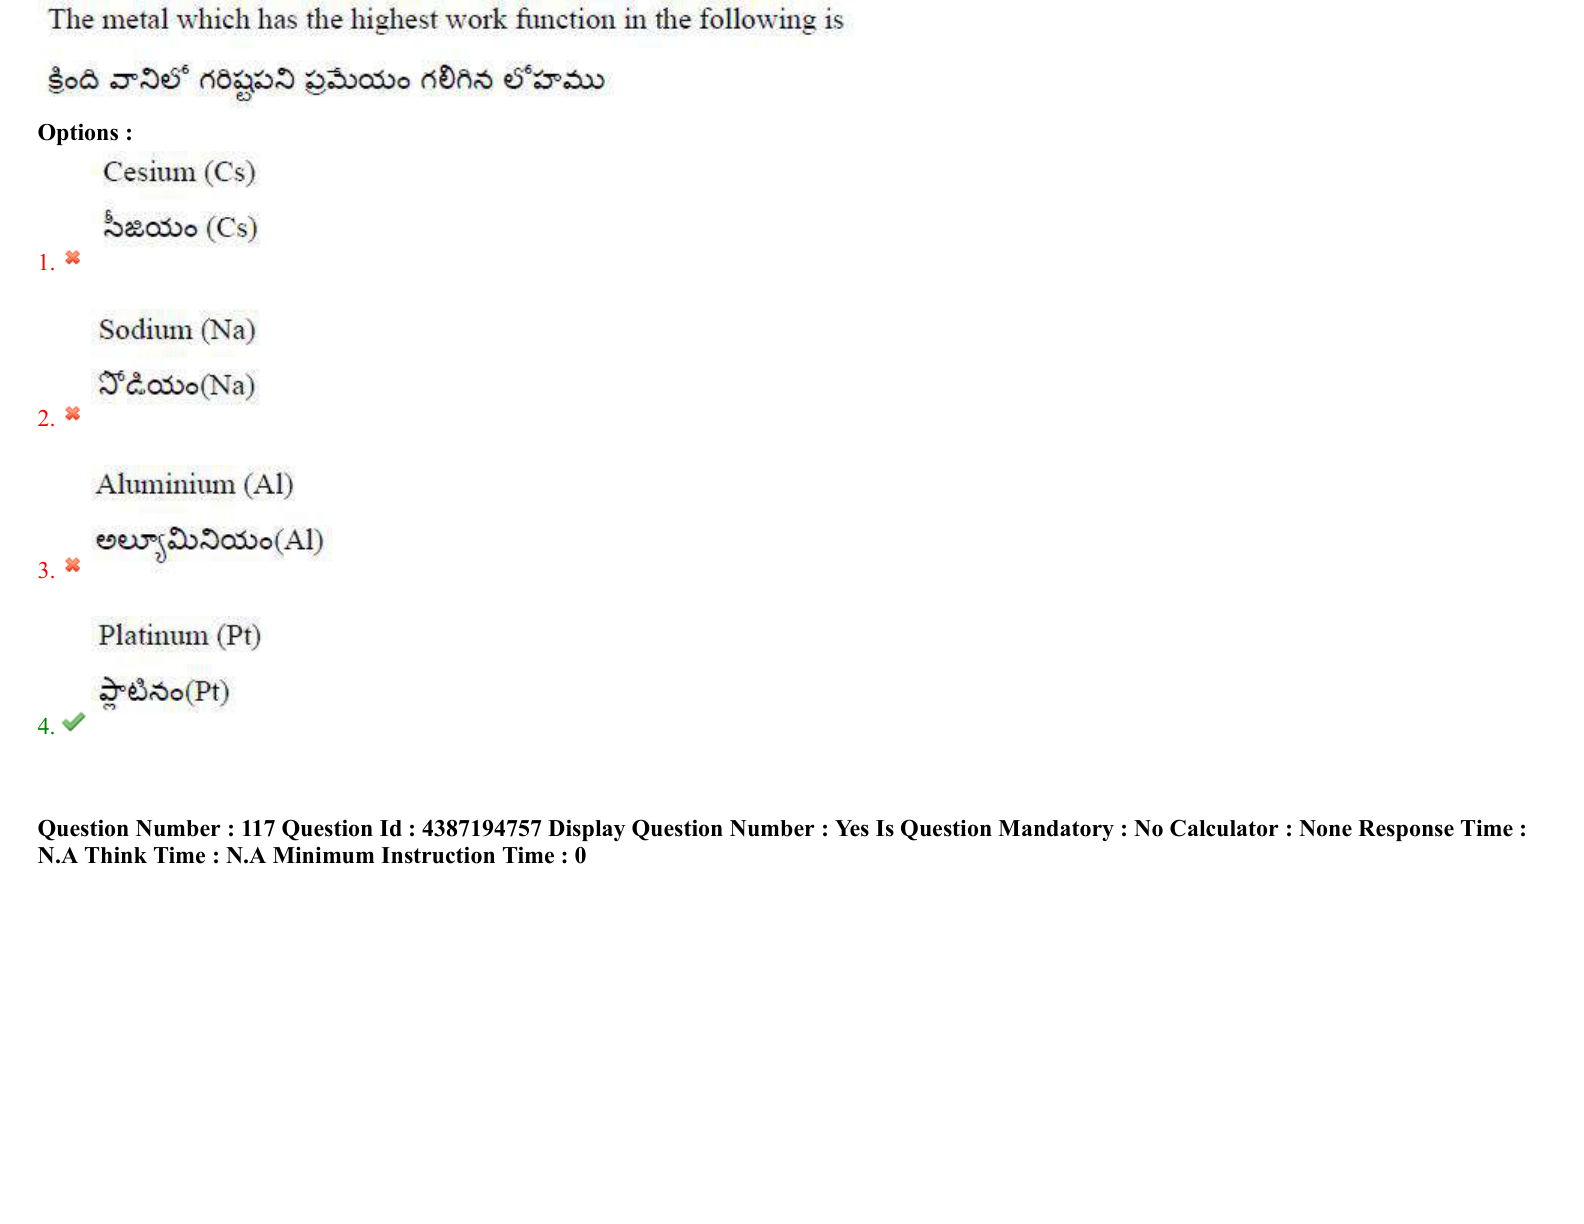 The metal which has the highest work function in the following is
క్రింది వానిలో గరిష్టపని ప్రమేయం గలిగిన లోహము
Options :
Cesium (Cs)
సీజియం (Cs)
1.
Sodium (Na)
సోడియం(Na)
2.
Aluminium (Al)
అల్యూమినియం(Al)
3.
Platinum (Pt)
ప్లాటినం(Pt)
4.
Question Number : 117 Question Id : 4387194757 Display Question Number : Yes Is Question Mandatory : No Calculator : None Response Time :
N.A Think Time : N.A Minimum Instruction Time : 0